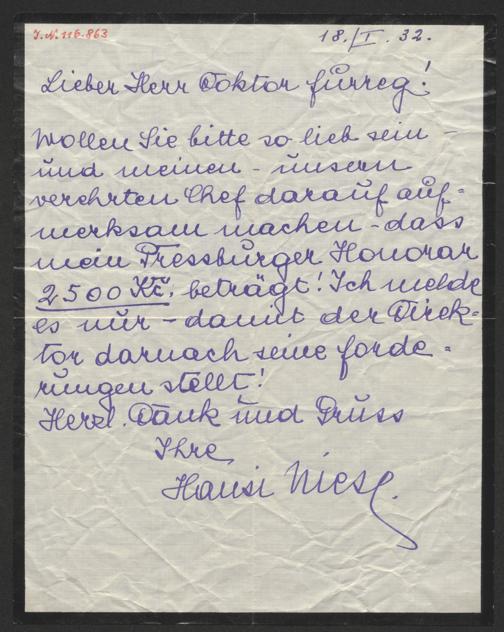 I.N. 116.863
18./I. 32.
Lieber Herr Doktor Fürreg!
Wollen Sie bitte so lieb sein –
und meinen – unsern
verehrten Chef darauf auf-
merksam machen – dass
mein Pressburger Honorar
2500 Kč. beträgt! Ich melde
es nur – damit der Direk-
tor darnach seine Forde-
rungen stellt!
Herzl. Dank und Gruss
Ihre
Hansi Niese.